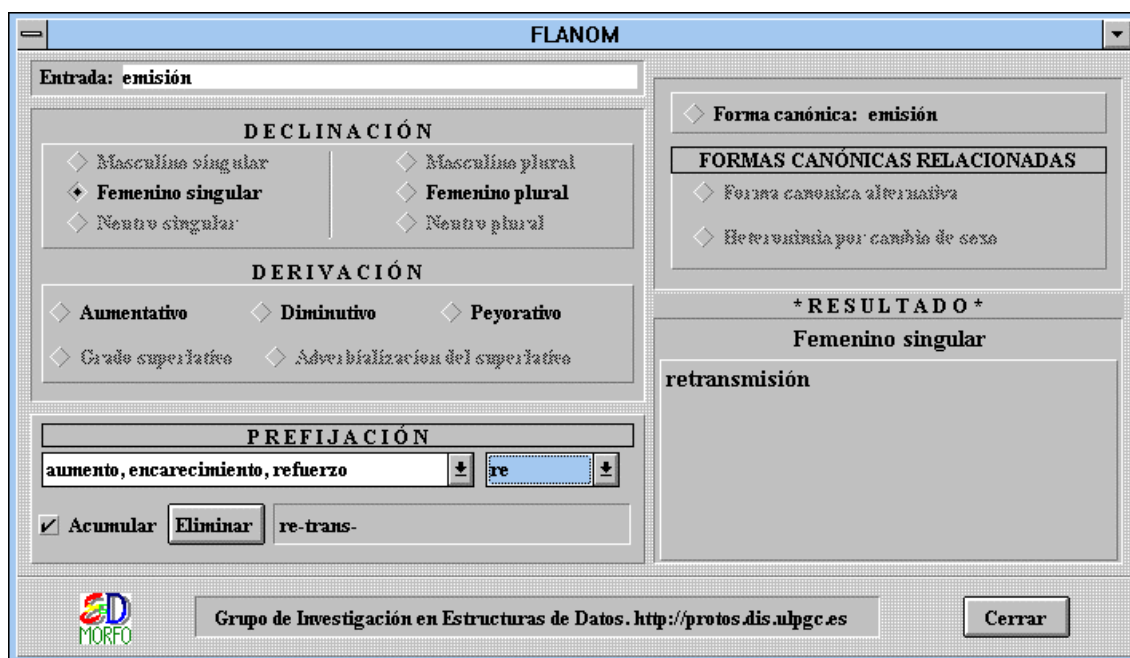 FLANOM
Entrada: emisión
DECLINACIÓN
Masculino singular
Masculino plural
Femenino singular
Femenino plural
Neutro singular
Neutro plural
DERIVACIÓN
Aumentativo
Diminutivo
Peyorativo
Grado superlativo
Adverbialización del superlativo
PREFIJACIÓN
aumento, encarecimiento, refuerzo
re
Acumular
Eliminar
re-trans-
Forma canónica: emisión
FORMAS CANÓNICAS RELACIONADAS
Forma canónica alternativa
Heteronimia por cambio de sexo
*RESULTADO*
Femenino singular
retransmisión
SD
MORFO
Grupo de Investigación en Estructuras de Datos. http://protos.dis.ulpgc.es
Cerrar